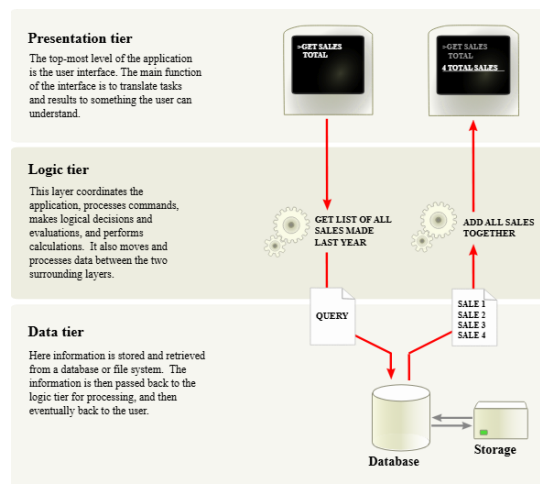 Presentation tier
The top-most level of the application
is the user interface. The main function
of the interface is to translate tasks
and results to something the user can
understand.
>GET SALES
TOTAL
>GET SALES
TOTAL
4 TOTAL SALES
Logic tier
This layer coordinates the
application, processes commands,
makes logical decisions and
evaluations, and performs
calculations. It also moves and
processes data between the two
surrounding layers.
GET LIST OF ALL
SALES MADE
LAST YEAR
ADD ALL SALES
TOGETHER
Data tier
Here information is stored and retrieved
from a database or file system. The
information is then passed back to the
logic tier for processing, and then
eventually back to the user.
QUERY
SALE 1
SALE 2
SALE 3
SALE 4
Database
Storage